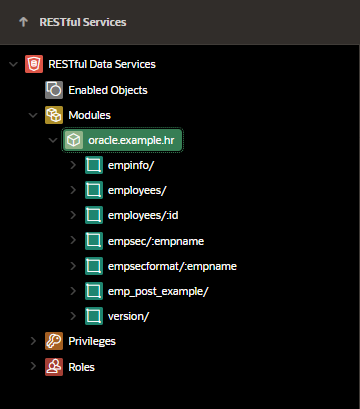 RESTful Services
RESTful Data Services
Enabled Objects
Modules
oracle.example.hr
empinfo/
employees/
employees/:id
empsec/:empname
empsecformat/:empname
emp_post_example/
version/
Privileges
Roles